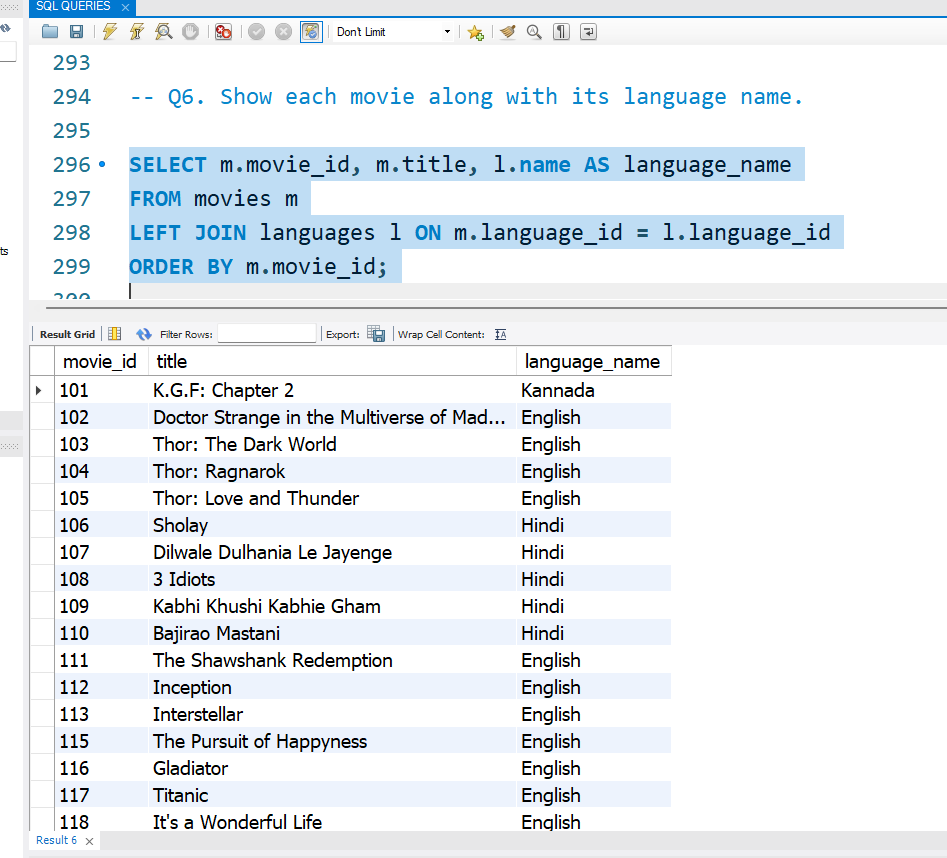 SQL QUERIES ×
Don't Limit
293
294 -- Q6. Show each movie along with its language name.
295
296 SELECT m.movie_id, m.title, l.name AS language_name
297 FROM movies m
298 LEFT JOIN languages l ON m.language_id = l.language_id
299 ORDER BY m.movie_id;
300
ts
Result Grid Filter Rows: Export: Wrap Cell Content: IA
movie_id title language_name
101 K.G.F: Chapter 2 Kannada
102 Doctor Strange in the Multiverse of Mad... English
103 Thor: The Dark World English
104 Thor: Ragnarok English
105 Thor: Love and Thunder English
106 Sholay Hindi
107 Dilwale Dulhania Le Jayenge Hindi
108 3 Idiots Hindi
109 Kabhi Khushi Kabhie Gham Hindi
110 Bajirao Mastani Hindi
111 The Shawshank Redemption English
112 Inception English
113 Interstellar English
115 The Pursuit of Happyness English
116 Gladiator English
117 Titanic English
118 It's a Wonderful Life English
Result 6 ×